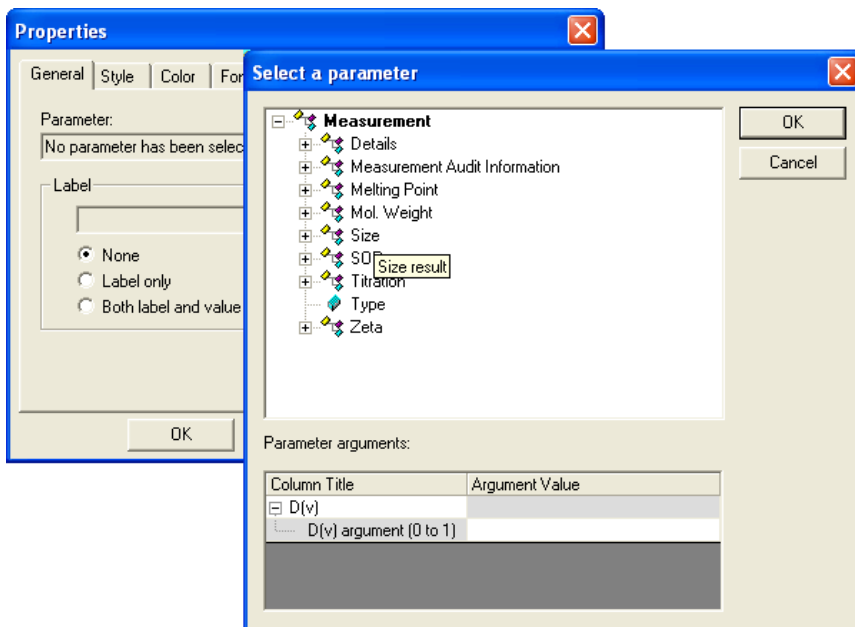 Properties
General
Style
Color
For
Parameter:
No parameter has been selec
Label
None
Label only
Both label and value
OK
Select a parameter
Measurement
Details
Measurement Audit Information
Melting Point
Mol. Weight
Size
SOP
Size result
Titration
Type
Zeta
OK
Cancel
Parameter arguments:
Column Title Argument Value
D(v)
D(v) argument (0 to 1)